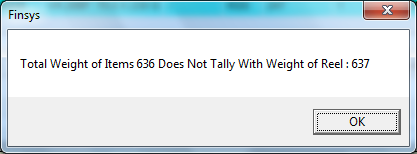 Finsys
Total Weight of Items 636 Does Not Tally With Weight of Reel : 637
OK